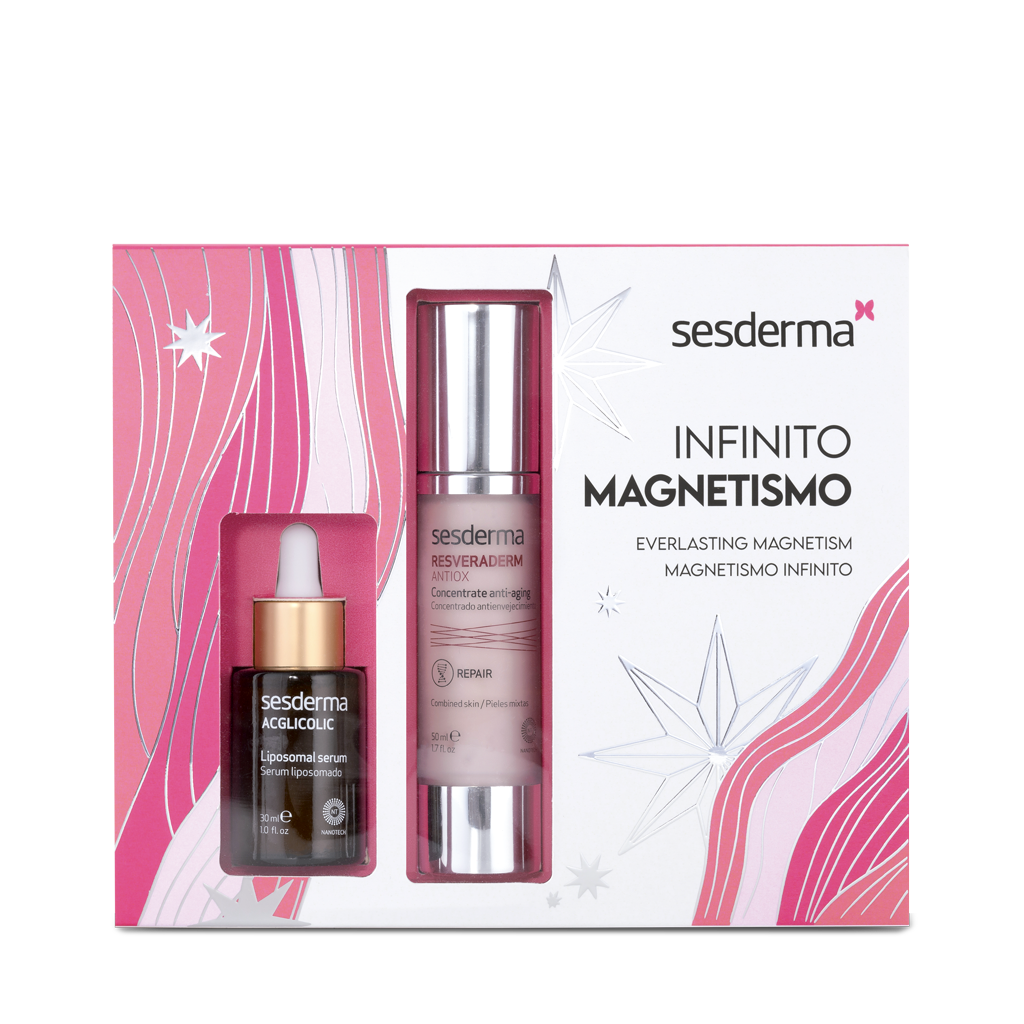 sesderma
INFINITO
MAGNETISMO
EVERLASTING MAGNETISM
MAGNETISMO INFINITO
sesderma
RESVERADERM
ANTIOX
Concentrate anti-aging
Concentrado antienvejecimiento
REPAIR
Combined skin / Pieles mixtas
50 ml e
1.7 fl. oz
NANOTECH
sesderma
ACGLICOLIC
Liposomal serum
Serum liposomado
30 ml e
1.0 fl. oz
NT
NANOTECH